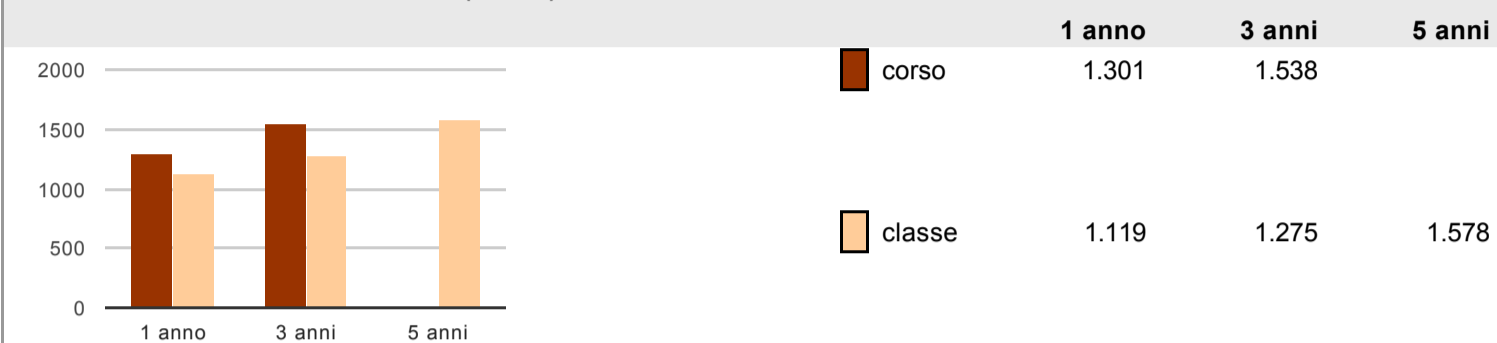 1 anno 3 anni 5 anni
2000
1500
1000
500
0
1 anno 3 anni 5 anni
corso 1.301 1.538
classe 1.119 1.275 1.578